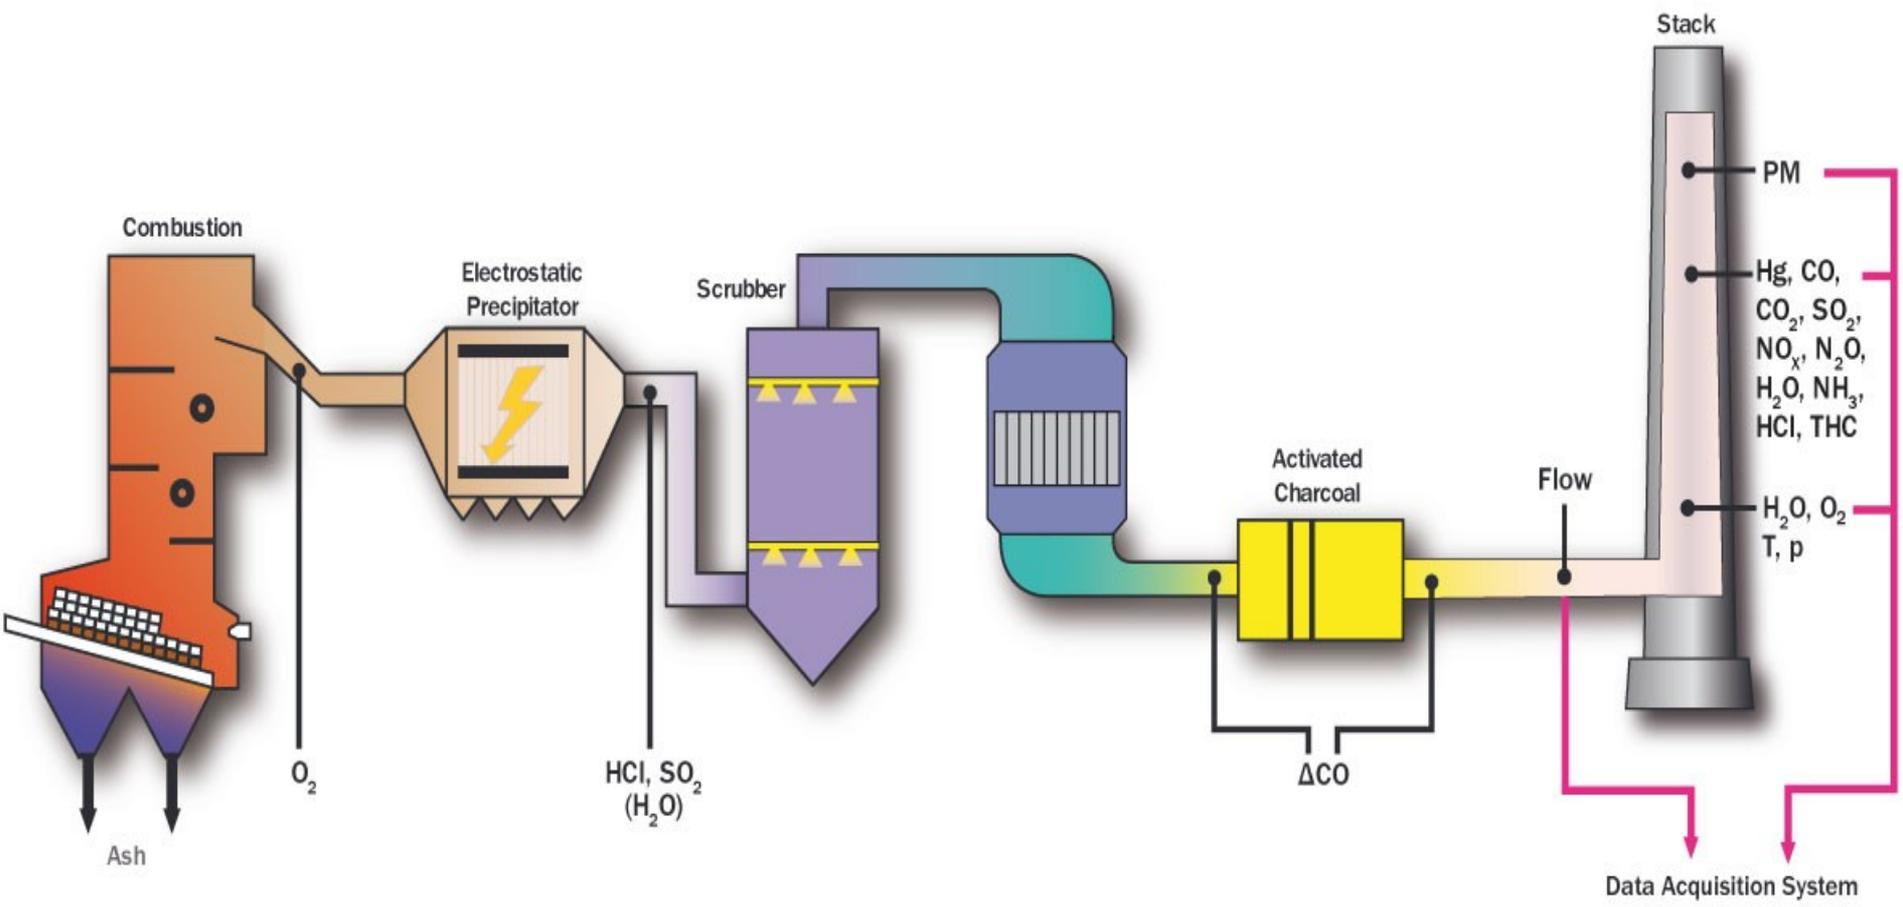 Stack
PM
Combustion
Electrostatic
Precipitator
Scrubber
Hg, CO,
CO₂, SO₂,
NOₓ, N₂O,
H₂O, NH₃,
HCl, THC
Activated
Charcoal
Flow
H₂O, O₂
T, p
O₂
HCl, SO₂
(H₂O)
ΔCO
Ash
Data Acquisition System